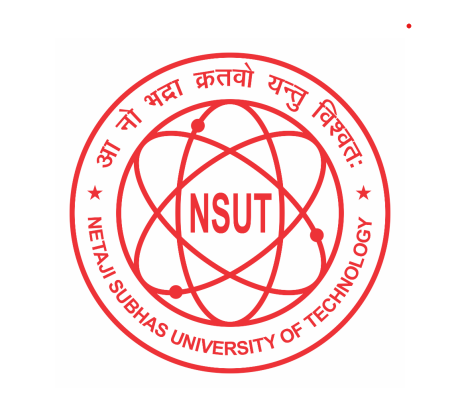 आ नो भद्रा क्रतवो यन्तु विश्वतः
NSUT
NETAJI SUBHAS UNIVERSITY OF TECHNOLOGY